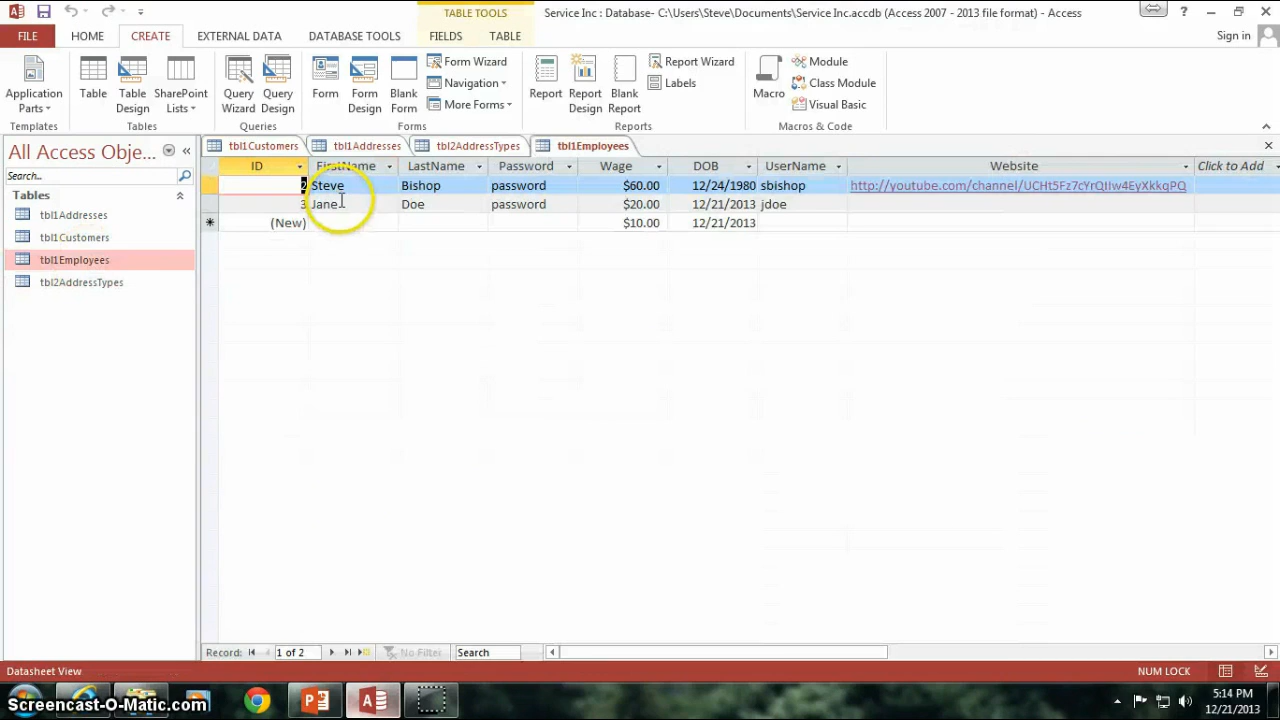 TABLE TOOLS
Service Inc : Database- C:\Users\Steve\Documents\Service Inc.accdb (Access 2007 - 2013 file format) - Access
FILE HOME CREATE EXTERNAL DATA DATABASE TOOLS FIELDS TABLE Sign in
Application Parts
Table
Table Design
SharePoint Lists
Query Wizard
Query Design
Form
Form Design
Blank Form
Form Wizard
Navigation
More Forms
Report
Report Design
Blank Report
Report Wizard
Labels
Macro
Module
Class Module
Visual Basic
Templates Tables Queries Forms Reports Macros & Code
All Access Obje...
Search...
Tables
tbl1Addresses
tbl1Customers
tbl1Employees
tbl2AddressTypes
tbl1Customers tbl1Addresses tbl2AddressTypes tbl1Employees
ID FirstName LastName Password Wage DOB UserName Website Click to Add
2 Steve Bishop password $60.00 12/24/1980 sbishop http://youtube.com/channel/UCHt5Fz7cYrQIIw4EyXkkqPQ
3 Jane Doe password $20.00 12/21/2013 jdoe
(New) $10.00 12/21/2013
Record: 1 of 2 No Filter Search
Datasheet View NUM LOCK
Screencast-O-Matic.com
5:14 PM
12/21/2013